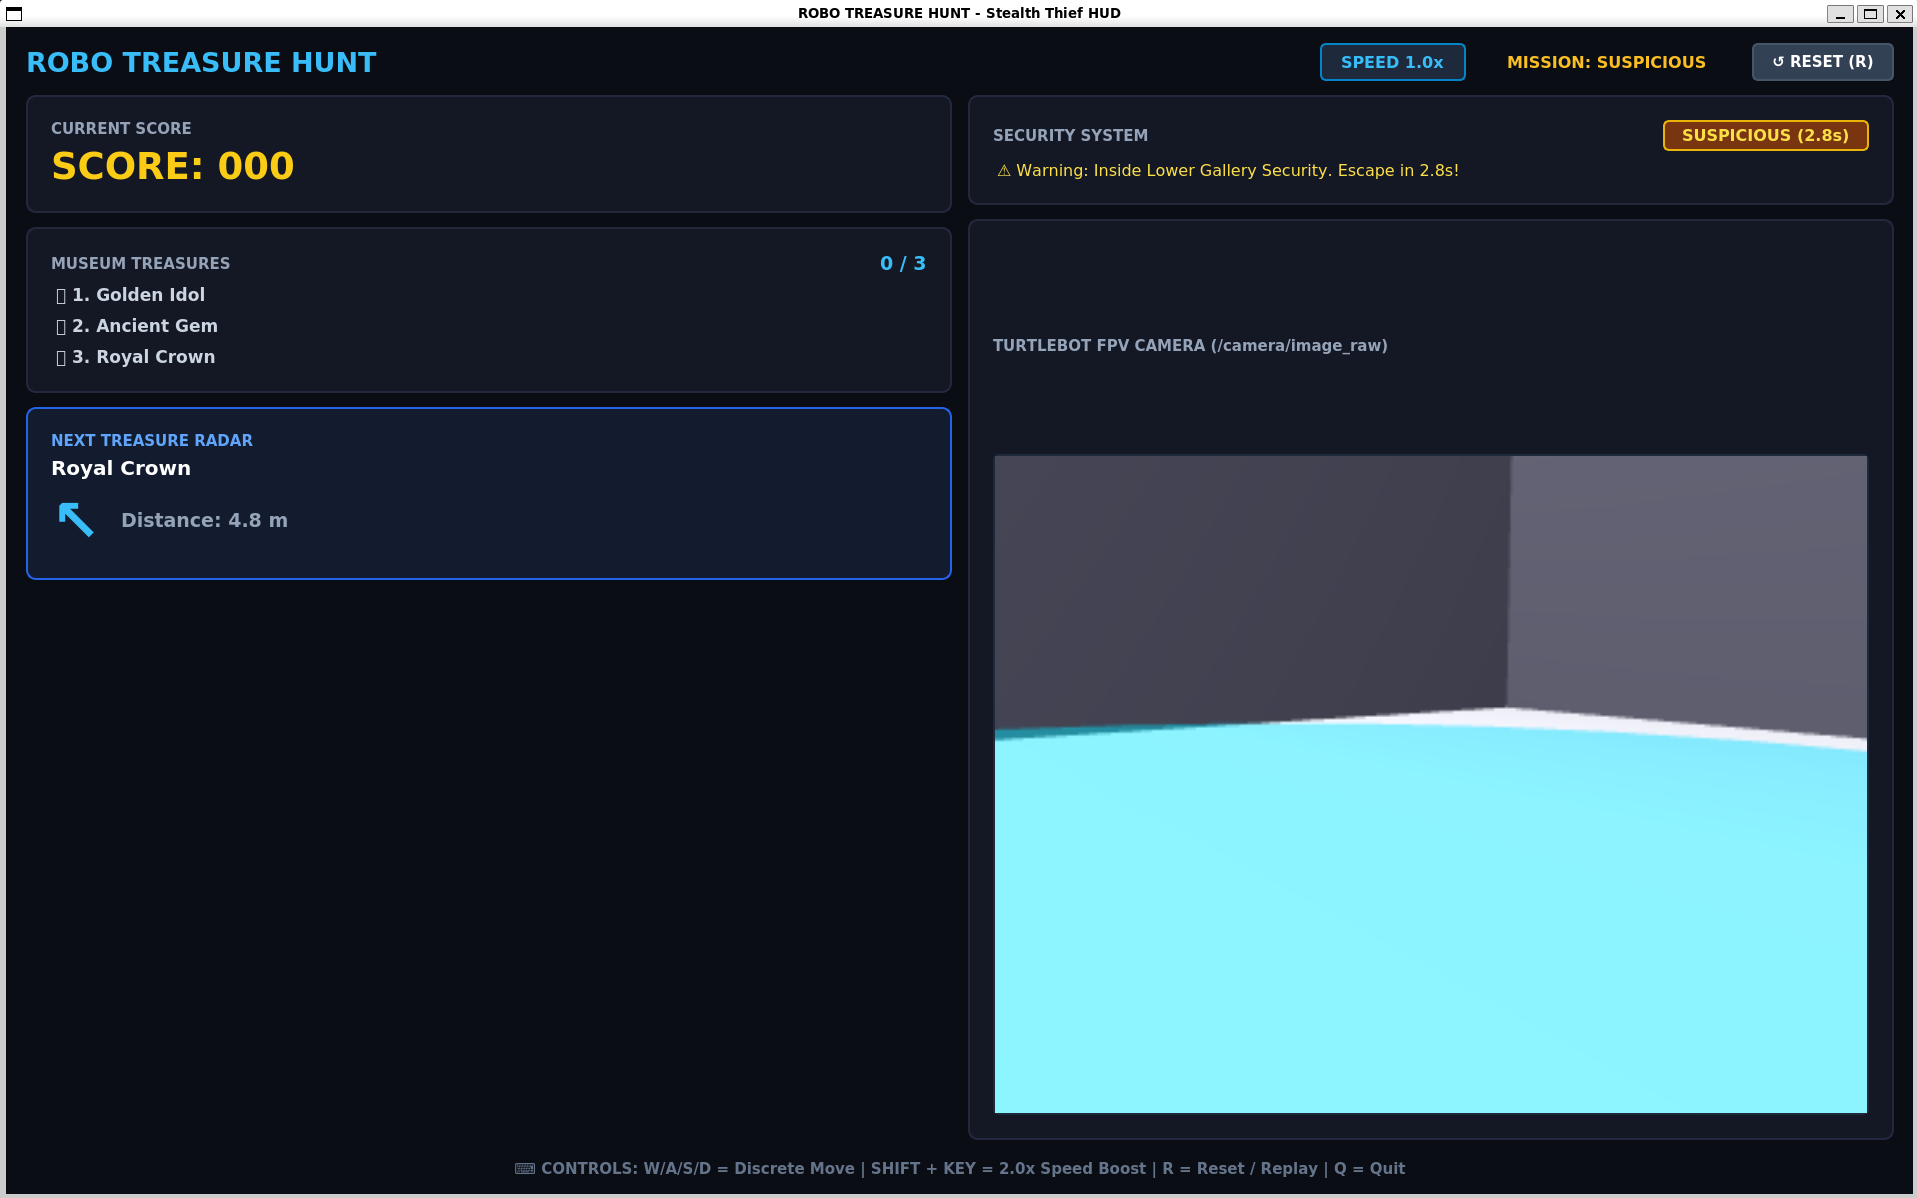 ROBO TREASURE HUNT - Stealth Thief HUD
ROBO TREASURE HUNT
SPEED 1.0x
MISSION: SUSPICIOUS
↺ RESET (R)
CURRENT SCORE
SCORE: 000
MUSEUM TREASURES
0 / 3
1. Golden Idol
2. Ancient Gem
3. Royal Crown
NEXT TREASURE RADAR
Royal Crown
Distance: 4.8 m
SECURITY SYSTEM
SUSPICIOUS (2.8s)
⚠ Warning: Inside Lower Gallery Security. Escape in 2.8s!
TURTLEBOT FPV CAMERA (/camera/image_raw)
⌨ CONTROLS: W/A/S/D = Discrete Move | SHIFT + KEY = 2.0x Speed Boost | R = Reset / Replay | Q = Quit